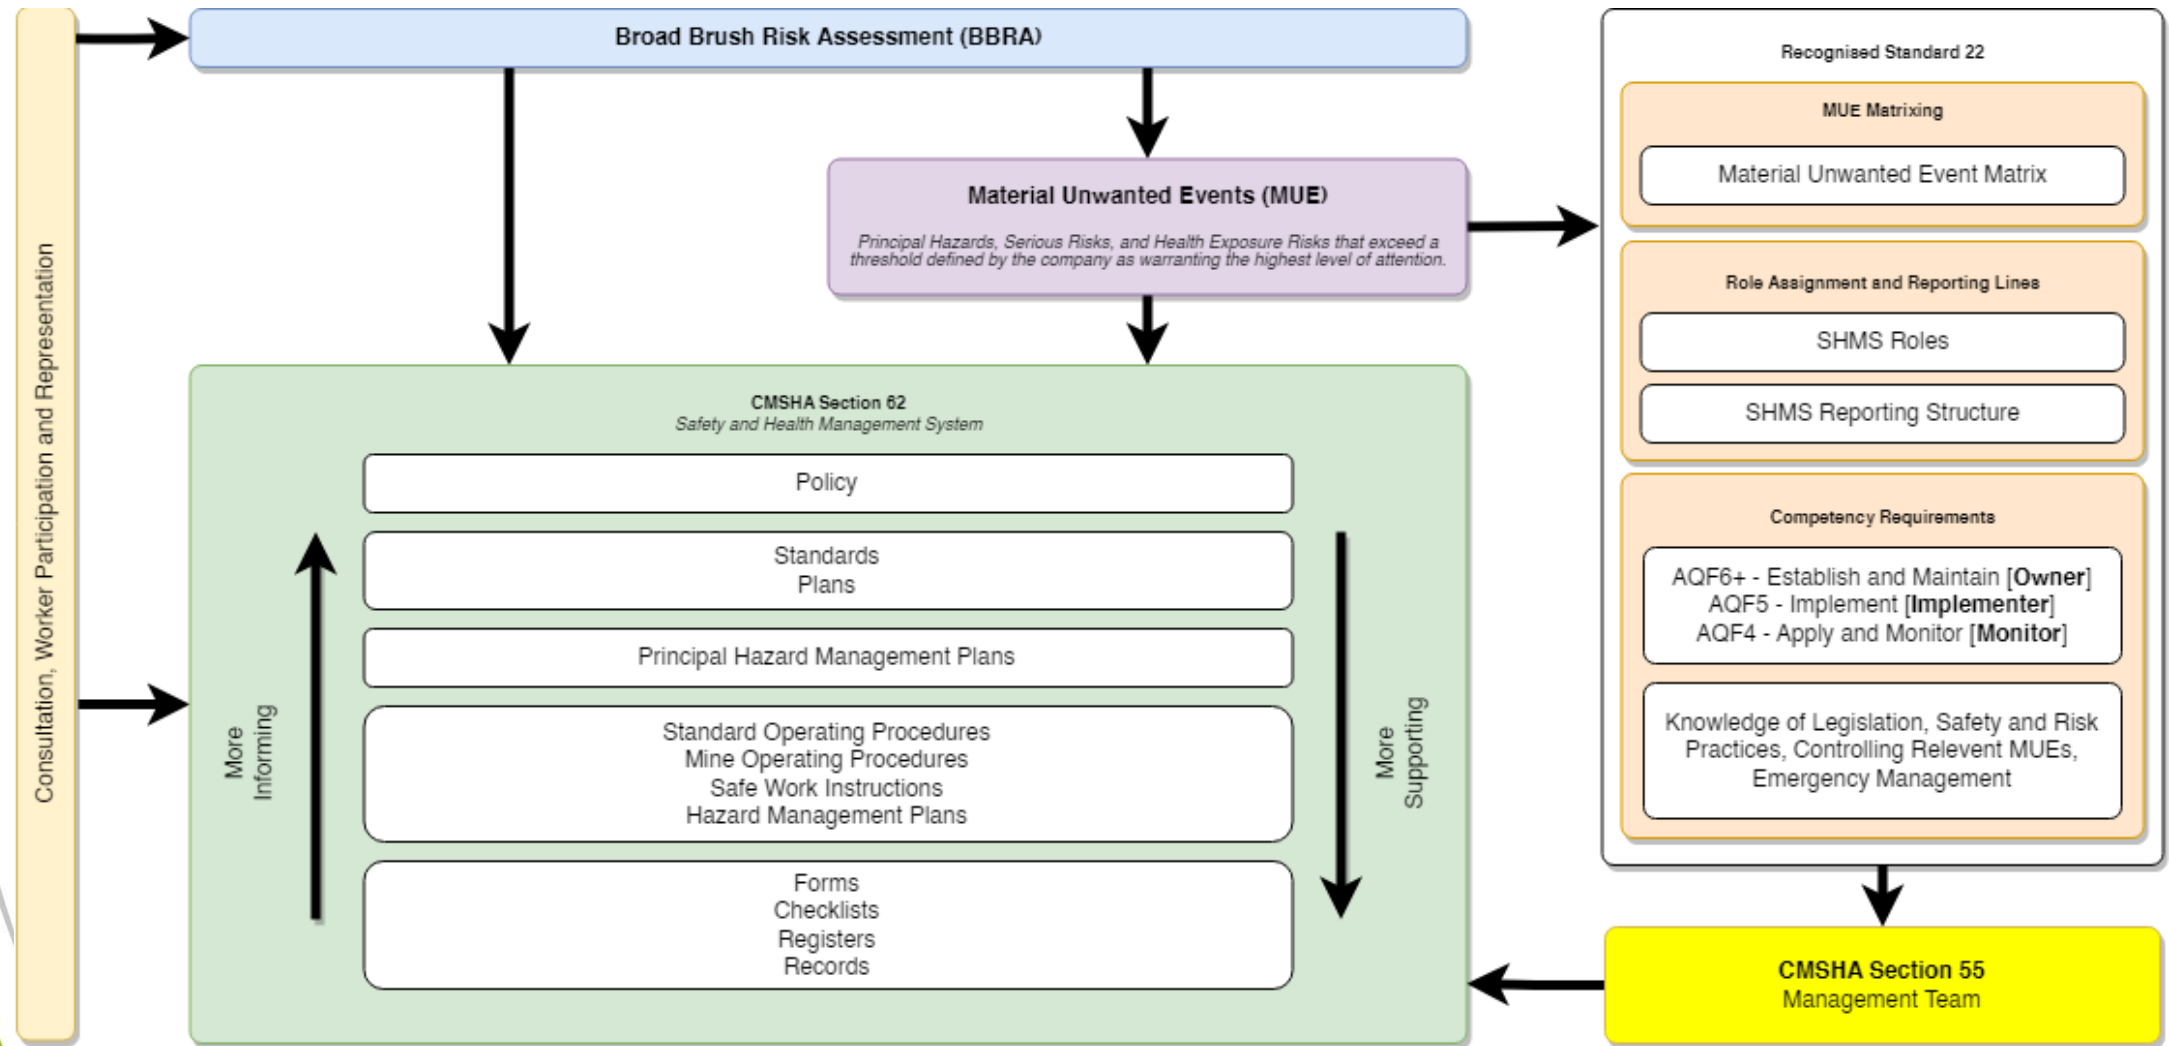 Consultation, Worker Participation and Representation
Broad Brush Risk Assessment (BBRA)
Material Unwanted Events (MUE)
Principal Hazards, Serious Risks, and Health Exposure Risks that exceed a
threshold defined by the company as warranting the highest level of attention.
CMSHA Section 62
Safety and Health Management System
Policy
Standards
Plans
Principal Hazard Management Plans
Standard Operating Procedures
Mine Operating Procedures
Safe Work Instructions
Hazard Management Plans
Forms
Checklists
Registers
Records
More
Informing
More
Supporting
Recognised Standard 22
MUE Matrixing
Material Unwanted Event Matrix
Role Assignment and Reporting Lines
SHMS Roles
SHMS Reporting Structure
Competency Requirements
AQF6+ - Establish and Maintain [Owner]
AQF5 - Implement [Implementer]
AQF4 - Apply and Monitor [Monitor]
Knowledge of Legislation, Safety and Risk
Practices, Controlling Relevent MUEs,
Emergency Management
CMSHA Section 55
Management Team